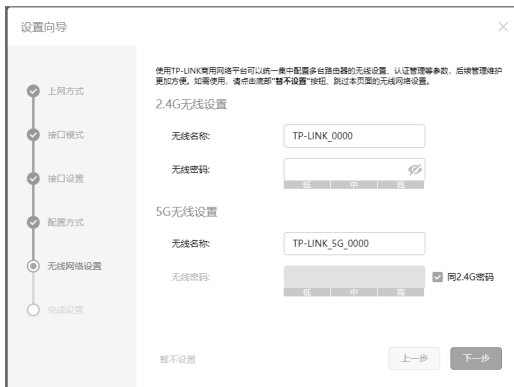 设置向导
上网方式
接口模式
接口设置
配置方式
无线网络设置
完成设置
使用TP-LINK商用网络平台可以统一集中配置多台路由器的无线设置、认证管理等参数，后续管理维护
更加方便。如需使用，请点击底部"暂不设置"按钮、跳过本页面的无线网络设置。
2.4G无线设置
无线名称: TP-LINK_0000
无线密码:
低 中 高
5G无线设置
无线名称: TP-LINK_5G_0000
无线密码: 同2.4G密码
低 中 高
暂不设置 上一步 下一步